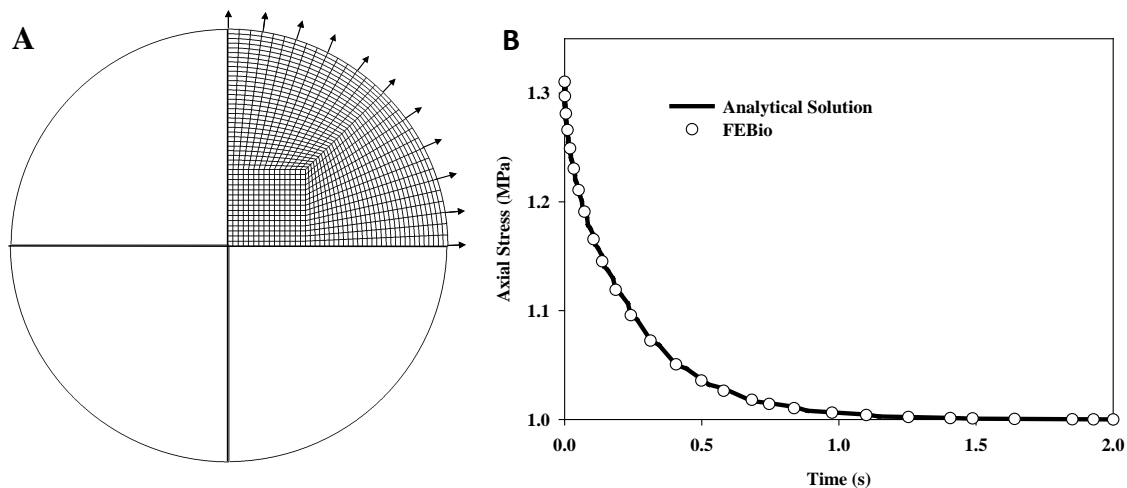 A
B
Axial Stress (MPa)
1.3
1.2
1.1
1.0
Analytical Solution
FEBio
0.0 0.5 1.0 1.5 2.0
Time (s)